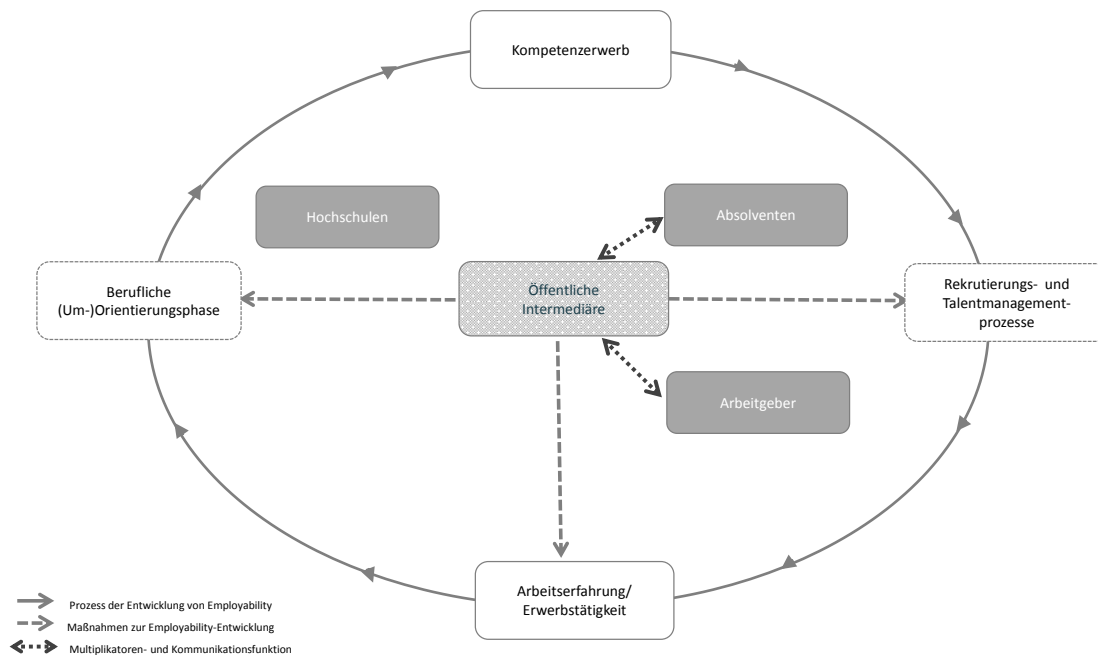 Kompetenzerwerb
Hochschulen
Absolventen
Öffentliche
Intermediäre
Berufliche
(Um-)Orientierungsphase
Rekrutierungs- und
Talentmanagement-
prozesse
Arbeitgeber
Arbeitserfahrung/
Erwerbstätigkeit
Prozess der Entwicklung von Employability
Maßnahmen zur Employability-Entwicklung
Multiplikatoren- und Kommunikationsfunktion